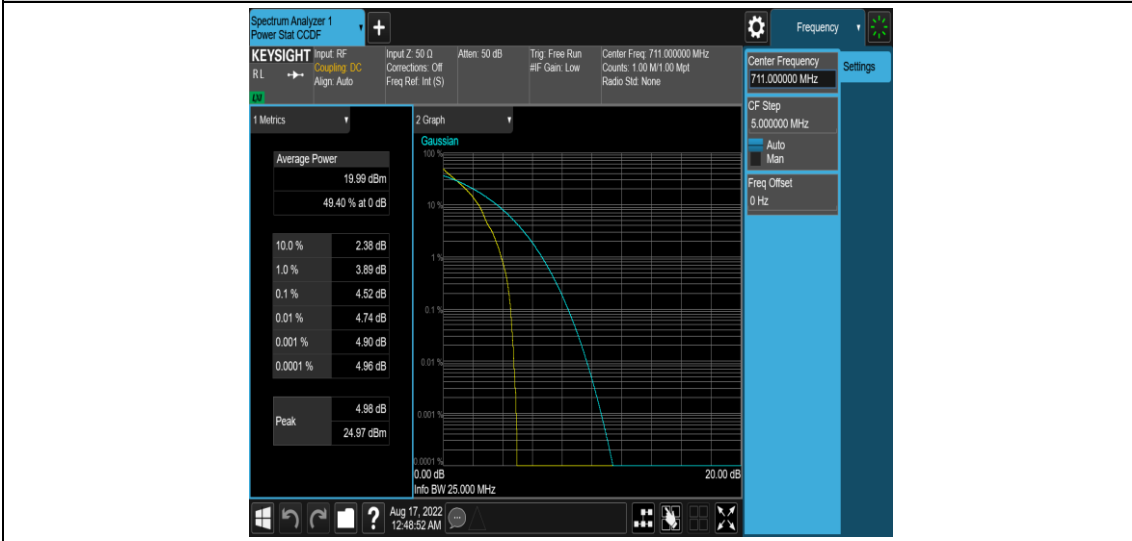 Spectrum Analyzer 1
Power Stat CCDF
+
Frequency
KEYSIGHT
R L
LNI
Input: RF
Coupling: DC
Align: Auto
Input Z: 50 Ω
Corrections: Off
Freq Ref: Int (S)
Atten: 50 dB
Trig: Free Run
#IF Gain: Low
Center Freq: 711.000000 MHz
Counts: 1.00 M/1.00 Mpt
Radio Std: None
Center Frequency
711.000000 MHz
Settings
CF Step
5.000000 MHz
Auto
Man
Freq Offset
0 Hz
1 Metrics
Average Power
19.99 dBm
49.40 % at 0 dB
10.0 % 2.38 dB
1.0 % 3.89 dB
0.1 % 4.52 dB
0.01 % 4.74 dB
0.001 % 4.90 dB
0.0001 % 4.96 dB
Peak
4.98 dB
24.97 dBm
2 Graph
Gaussian
100 %
10 %
1 %
0.1 %
0.01 %
0.001 %
0.0001 %
0.00 dB
20.00 dB
Info BW 25.000 MHz
?
Aug 17, 2022
12:48:52 AM